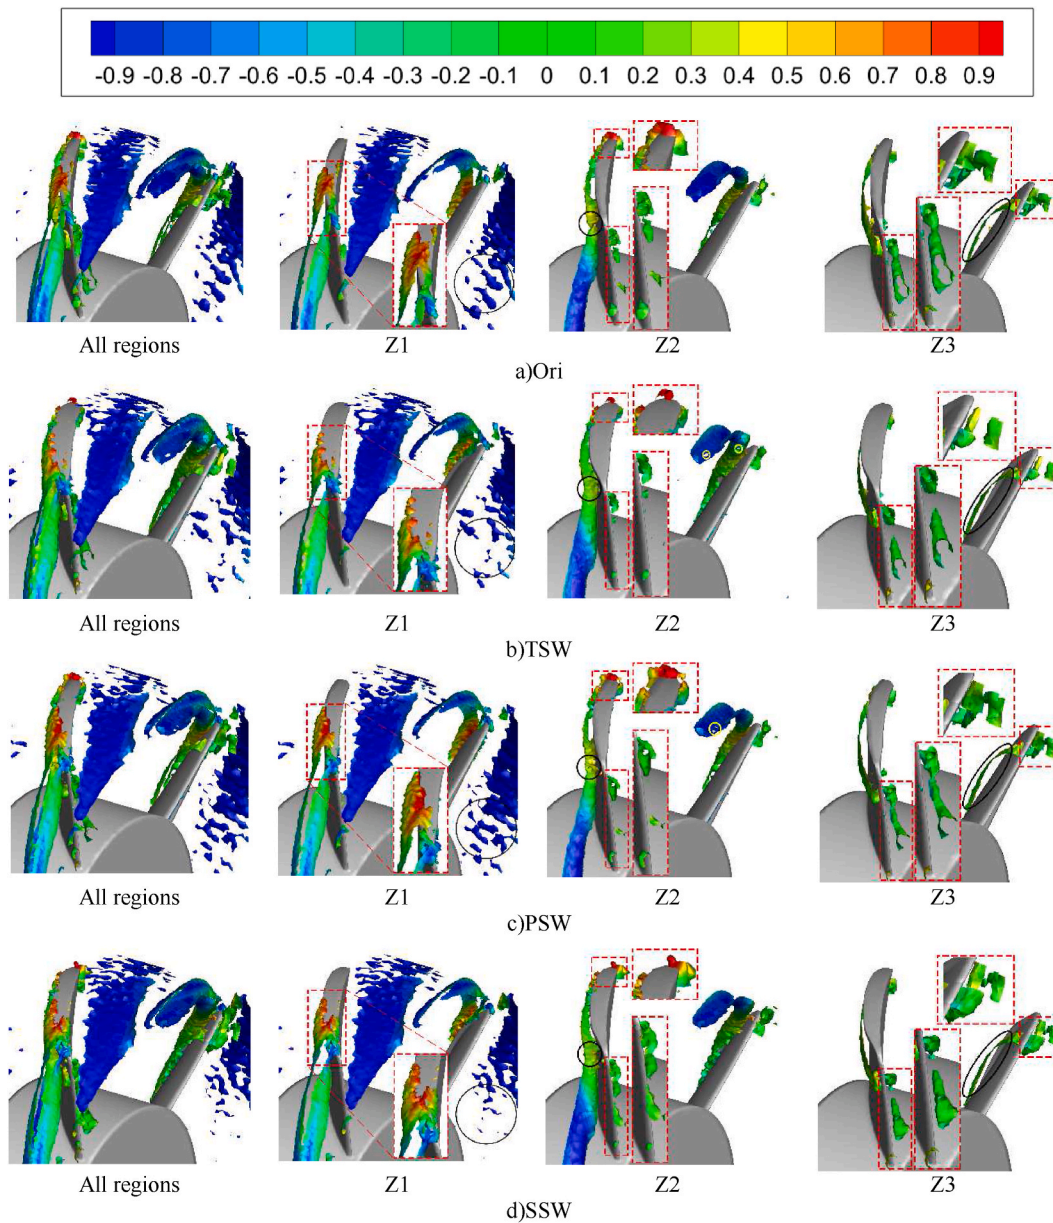 -0.9 -0.8 -0.7 -0.6 -0.5 -0.4 -0.3 -0.2 -0.1 0 0.1 0.2 0.3 0.4 0.5 0.6 0.7 0.8 0.9
All regions Z1 Z2 Z3
a)Ori
All regions Z1 Z2 Z3
b)TSW
All regions Z1 Z2 Z3
c)PSW
All regions Z1 Z2 Z3
d)SSW